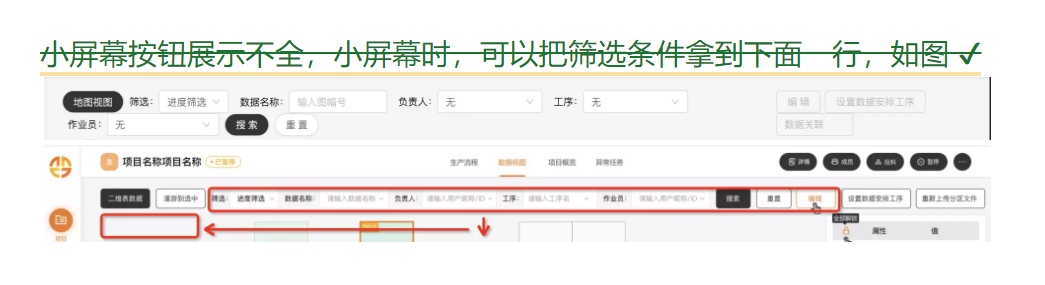 小屏幕按钮展示不全，小屏幕时，可以把筛选条件拿到下面一行，如图 ✓
地图视图 筛选： 进度筛选 数据名称： 输入图幅号 负责人： 无 工序： 无 编 辑 设置数据安排工序
作业员： 无 搜 索 重 置 数据关联
项目名称项目名称 • 已暂停 生产流程 数据视图 项目概览 异常任务 详情 成员 投料 暂停 ···
二维表数据 漫游到选中 筛选： 进度筛选 数据名称： 请输入数据名称 负责人： 请输入用户昵称/ID 工序： 请输入工序名 作业员： 请输入用户昵称/ID 搜索 重置 编辑 设置数据安排工序 重新上传分区文件
全部解锁
项目 属性 值